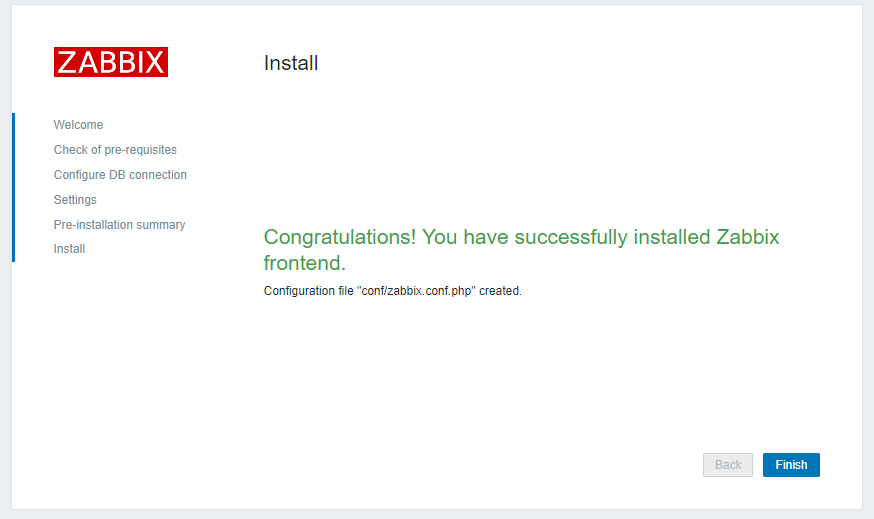 ZABBIX
Install
Welcome
Check of pre-requisites
Configure DB connection
Settings
Pre-installation summary
Install
Congratulations! You have successfully installed Zabbix
frontend.
Configuration file "conf/zabbix.conf.php" created.
Back
Finish